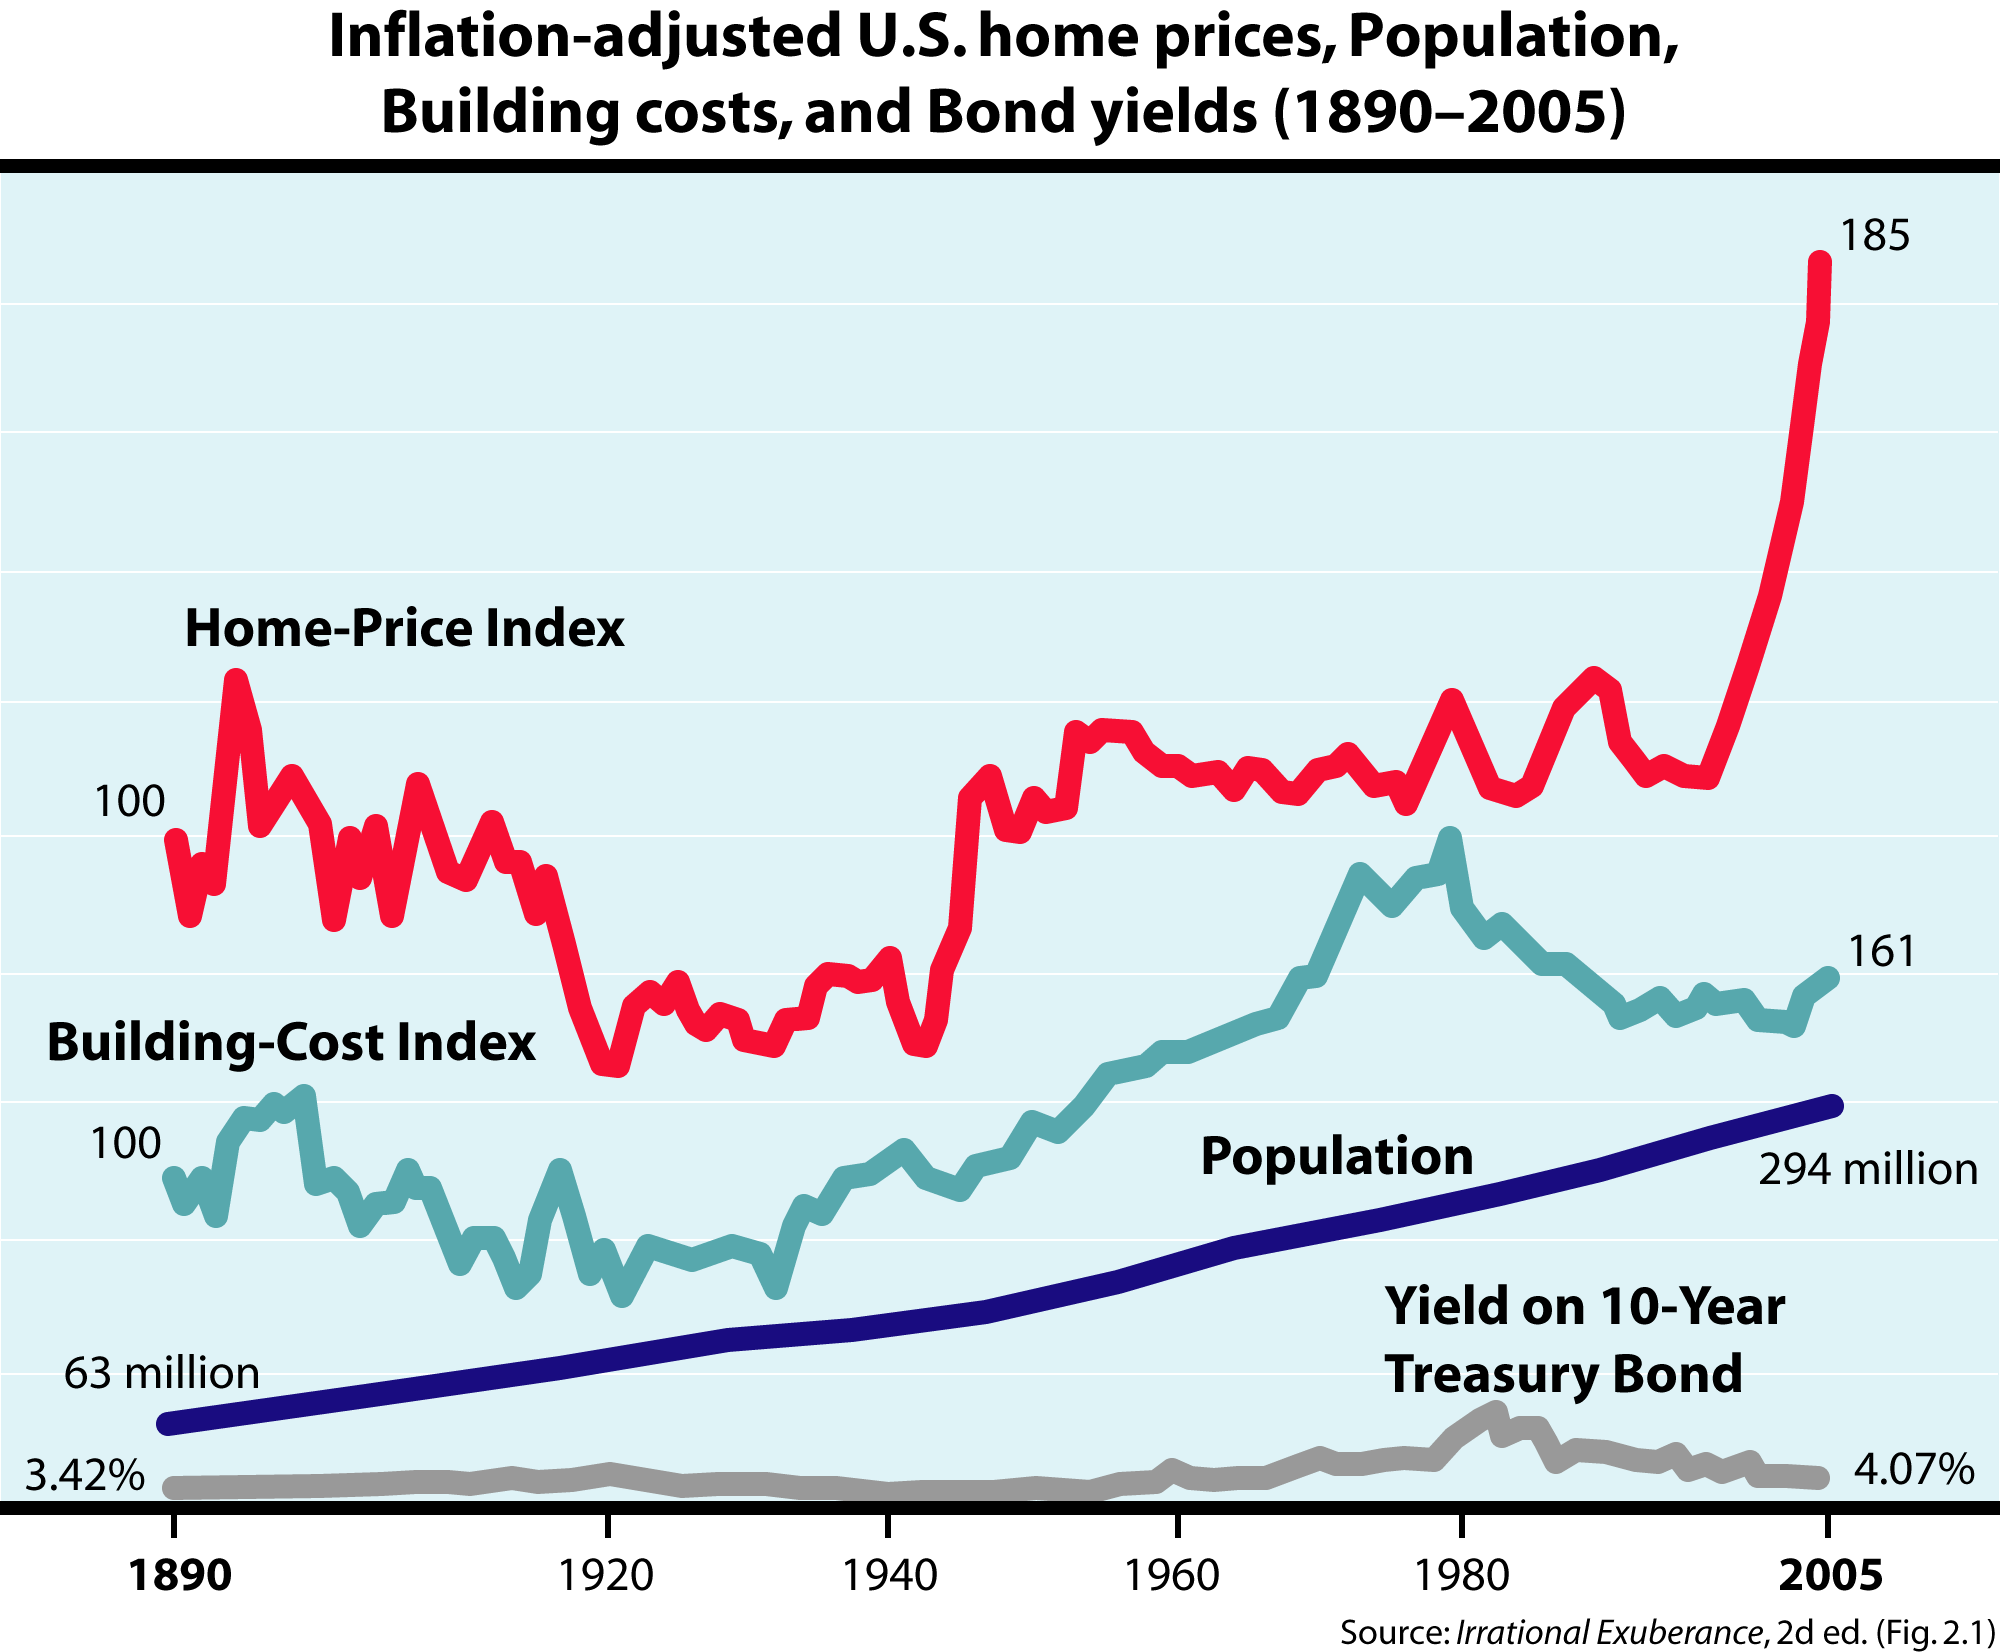 Inflation-adjusted U.S. home prices, Population,
Building costs, and Bond yields (1890–2005)
185
Home-Price Index
100
161
Building-Cost Index
100
Population
294 million
Yield on 10-Year
Treasury Bond
63 million
3.42%
4.07%
1890 1920 1940 1960 1980 2005
Source: Irrational Exuberance, 2d ed. (Fig. 2.1)